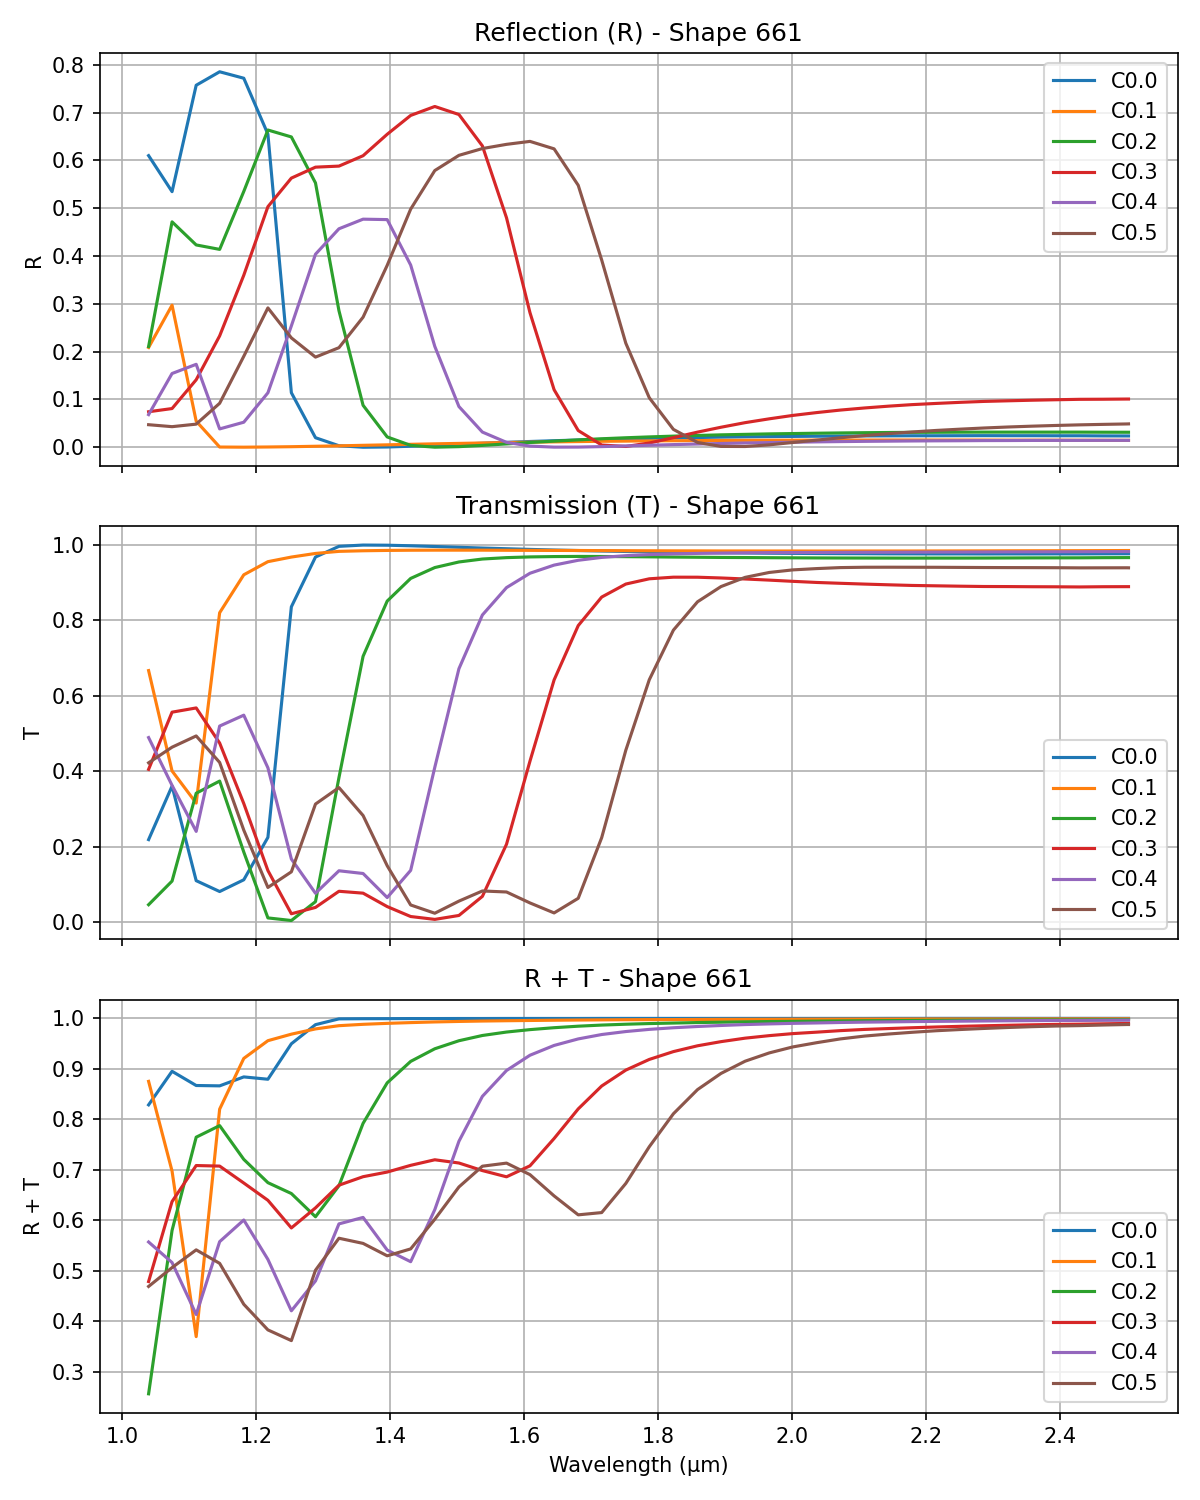 Reflection (R) - Shape 661
0.8
0.7
0.6
0.5
0.4
0.3
0.2
0.1
0.0
R
C0.0
C0.1
C0.2
C0.3
C0.4
C0.5
Transmission (T) - Shape 661
1.0
0.8
0.6
0.4
0.2
0.0
T
C0.0
C0.1
C0.2
C0.3
C0.4
C0.5
R + T - Shape 661
1.0
0.9
0.8
0.7
0.6
0.5
0.4
0.3
R + T
C0.0
C0.1
C0.2
C0.3
C0.4
C0.5
1.0 1.2 1.4 1.6 1.8 2.0 2.2 2.4
Wavelength (μm)